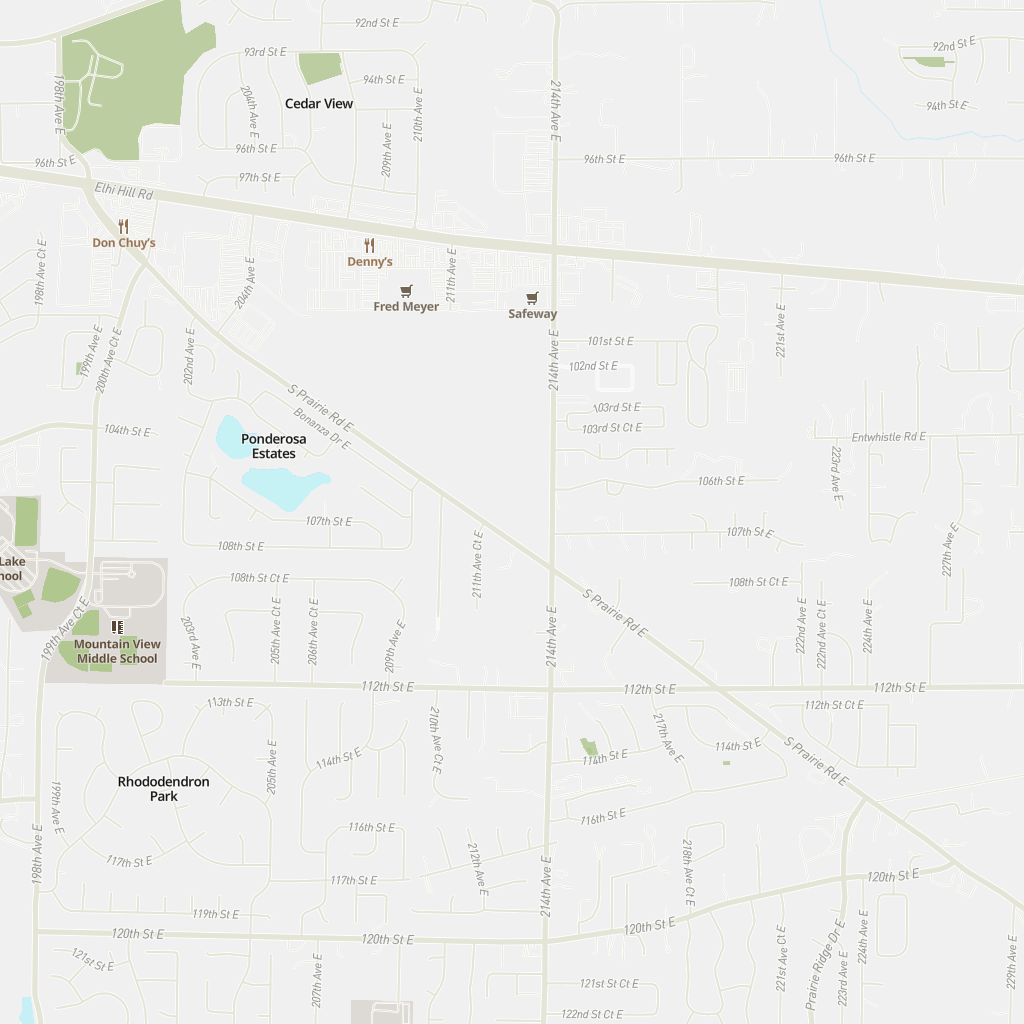 92nd St E
92nd St E
93rd St E
94th St E
198th Ave E
204th Ave E
Cedar View
210th Ave E
214th Ave E
94th St E
209th Ave E
96th St E
96th St E
96th St E
96th St E
97th St E
Elhi Hill Rd
Don Chuy's
Denny's
198th Ave Ct E
204th Ave E
211th Ave E
Fred Meyer
Safeway
221st Ave E
199th Ave E
200th Ave Ct E
202nd Ave E
214th Ave E
101st St E
102nd St E
S Prairie Rd E
Bonanza Dr E
103rd St E
103rd St Ct E
104th St E
Ponderosa
Estates
Entwhistle Rd E
223rd Ave E
106th St E
107th St E
107th St E
108th St E
211th Ave Ct E
227th Ave E
Lake
108th St Ct E
108th St Ct E
S Prairie Rd E
199th Ave Ct E
203rd Ave E
205th Ave Ct E
206th Ave Ct E
209th Ave E
214th Ave E
222nd Ave E
222nd Ave Ct E
224th Ave E
Mountain View
Middle School
112th St E
112th St E
112th St E
113th St E
112th St Ct E
210th Ave Ct E
217th Ave E
205th Ave E
114th St E
114th St E
114th St E
S Prairie Rd E
Rhododendron
Park
199th Ave E
116th St E
116th St E
198th Ave E
117th St E
117th St E
212th Ave E
214th Ave E
218th Ave Ct E
120th St E
119th St E
120th St E
120th St E
120th St E
121st St E
207th Ave E
221st Ave Ct E
Prairie Ridge Dr E
223rd Ave E
224th Ave E
229th Ave E
121st St Ct E
122nd St Ct E